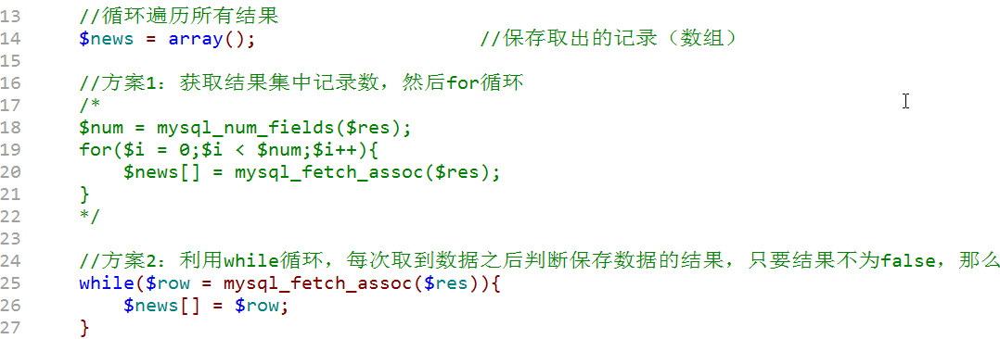 13 //循环遍历所有结果
14 $news = array(); //保存取出的记录（数组）
15
16 //方案1：获取结果集中记录数，然后for循环
17 /*
18 $num = mysql_num_fields($res);
19 for($i = 0;$i < $num;$i++){
20 $news[] = mysql_fetch_assoc($res);
21 }
22 */
23
24 //方案2：利用while循环，每次取到数据之后判断保存数据的结果，只要结果不为false，那么
25 while($row = mysql_fetch_assoc($res)){
26 $news[] = $row;
27 }